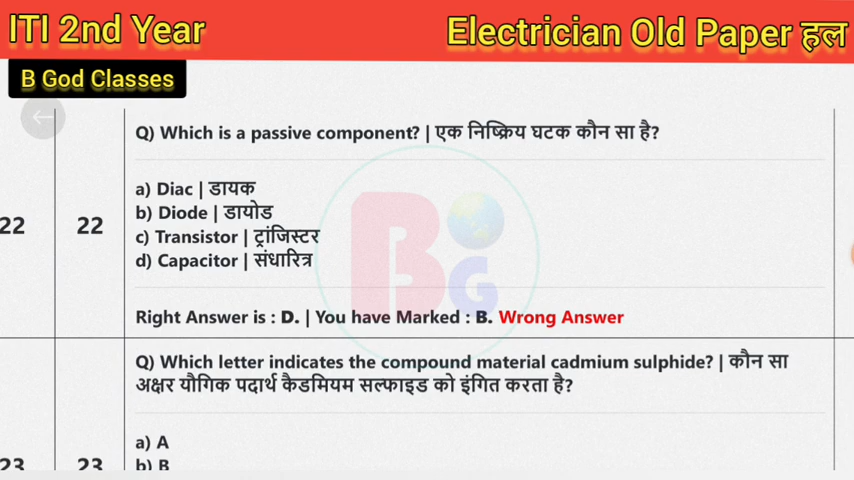 ITI 2nd Year
Electrician Old Paper हल
B God Classes
22
22
Q) Which is a passive component? | एक निष्क्रिय घटक कौन सा है?
a) Diac | डायक
b) Diode | डायोड
c) Transistor | ट्रांजिस्टर
d) Capacitor | संधारित्र
Right Answer is : D. | You have Marked : B. Wrong Answer
B
G
Q) Which letter indicates the compound material cadmium sulphide? | कौन सा
अक्षर यौगिक पदार्थ कैडमियम सल्फाइड को इंगित करता है?
23
23
a) A
b) B